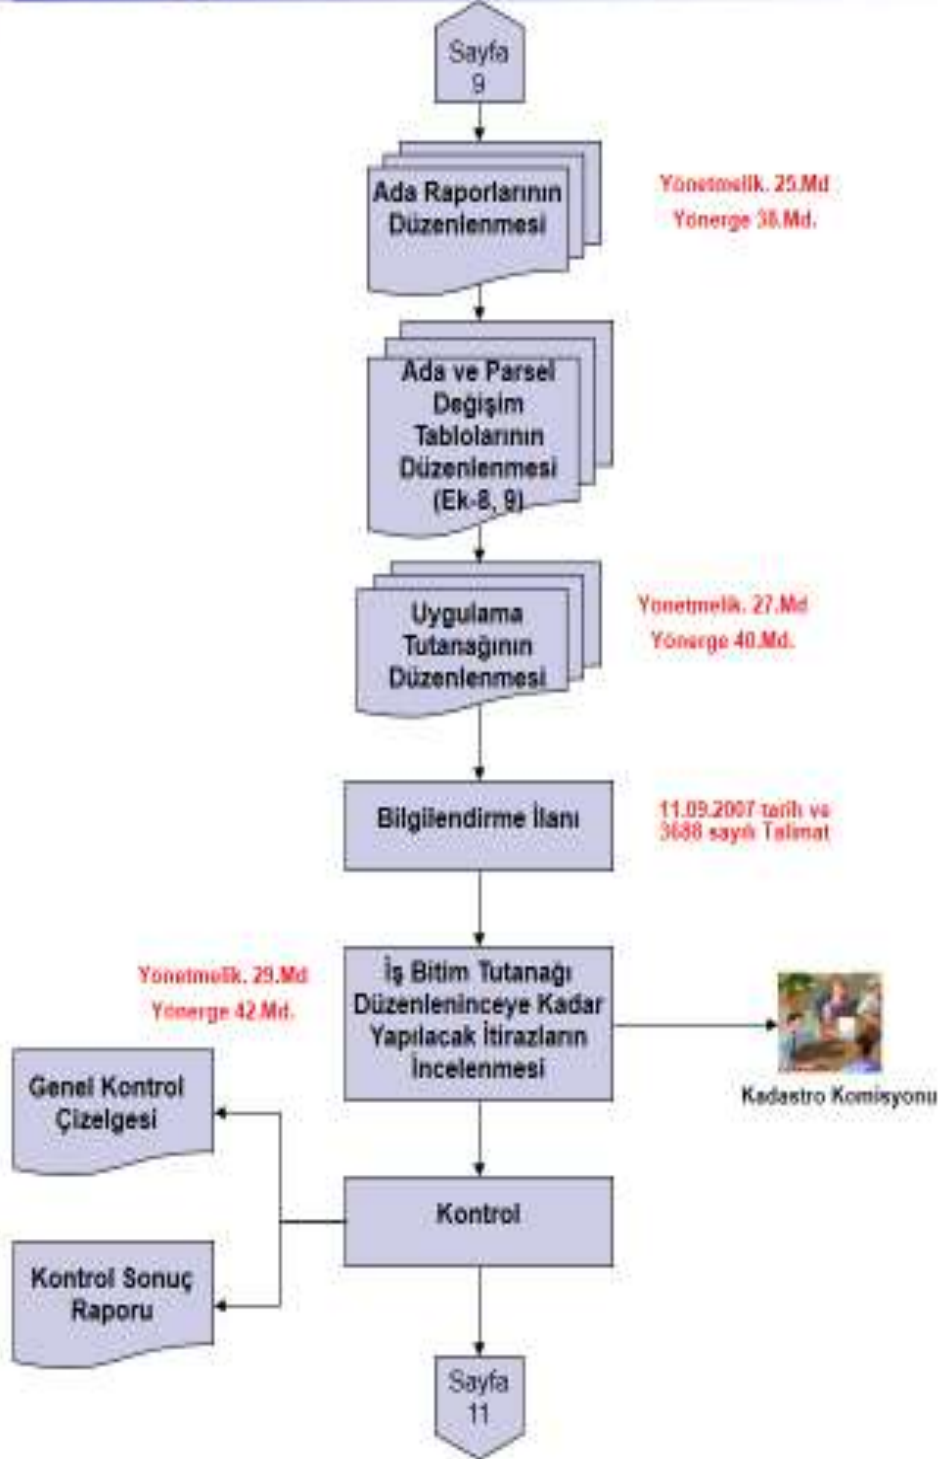 Sayfa
9
Ada Raporlarının
Düzenlenmesi
Yönetmelik. 25.Md
Yönerge 38.Md.
Ada ve Parsel
Değişim
Tablolarının
Düzenlenmesi
(Ek-8, 9)
Uygulama
Tutanağının
Düzenlenmesi
Yönetmelik. 27.Md
Yönerge 40.Md.
Bilgilendirme İlanı
11.09.2007 tarih ve
3688 sayılı Talimat
Yönetmelik. 29.Md
Yönerge 42.Md.
İş Bitim Tutanağı
Düzenleninceye Kadar
Yapılacak İtirazların
İncelenmesi
Kadastro Komisyonu
Genel Kontrol
Çizelgesi
Kontrol
Kontrol Sonuç
Raporu
Sayfa
11